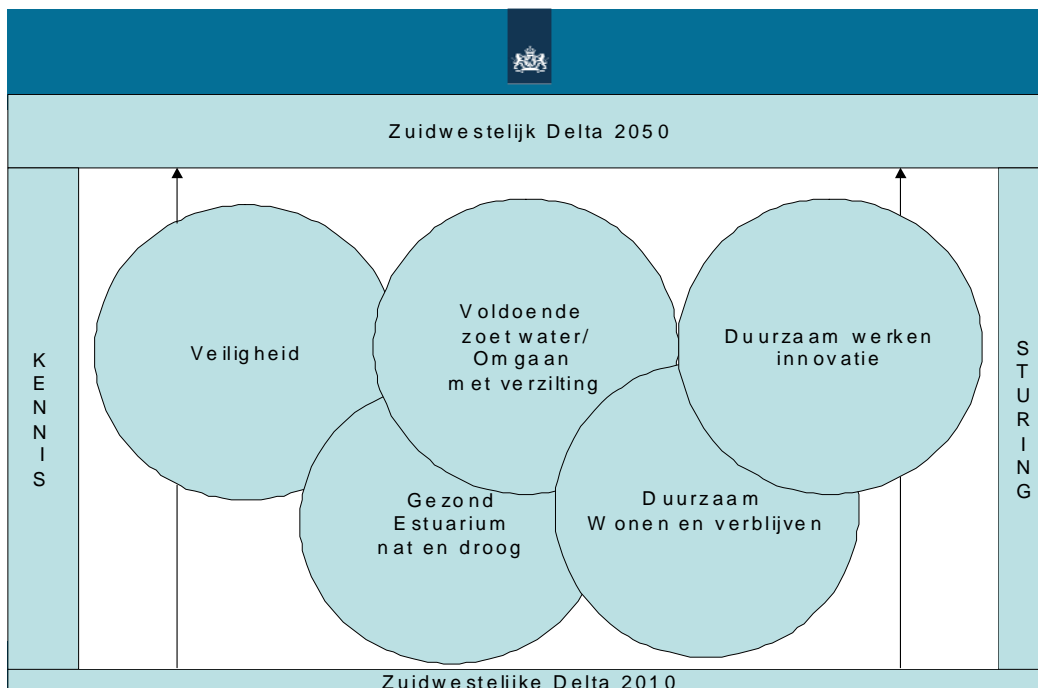 Zuidwestelijk Delta 2050
KENNIS
Veiligheid
Voldoende
zoet water/
Omgaan
met verzilting
Duurzaam werken
innovatie
Gezond
Estuarium
nat en droog
Duurzaam
Wonen en verblijven
STURING
Zuidwestelijke Delta 2010